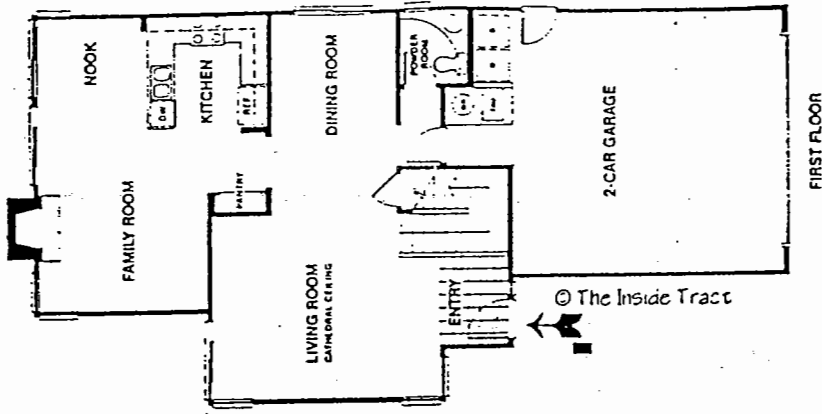 NOOK
KITCHEN
DW
REF
DINING ROOM
POWDER
ROOM
2-CAR GARAGE
FIRST FLOOR
FAMILY ROOM
PANTRY
LIVING ROOM
CATHEDRAL CEILING
ENTRY
© The Inside Tract